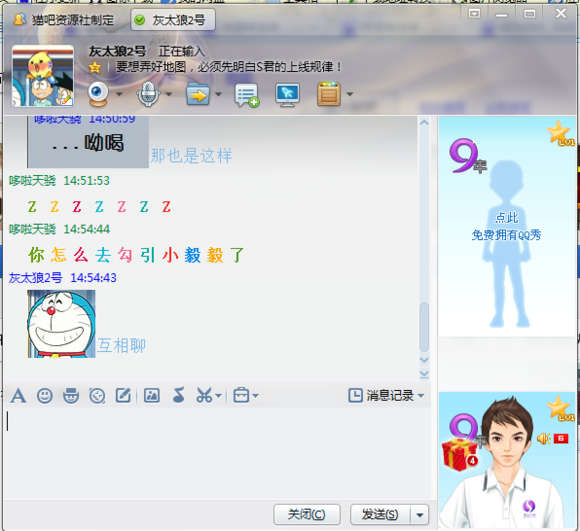 猫吧资源社制定
灰太狼2号
灰太狼2号 正在输入
要想弄好地图，必须先明白S君的上线规律！
哆啦天骁 14:50:59
...呦喝
那也是这样
哆啦天骁 14:51:53
z z z z z z z
哆啦天骁 14:54:44
你怎么去勾引小毅毅了
灰太狼2号 14:54:43
互相聊
消息记录
关闭(C)
发送(S)
9年
LV1
点此
免费拥有QQ秀
9年
LV1
4
6